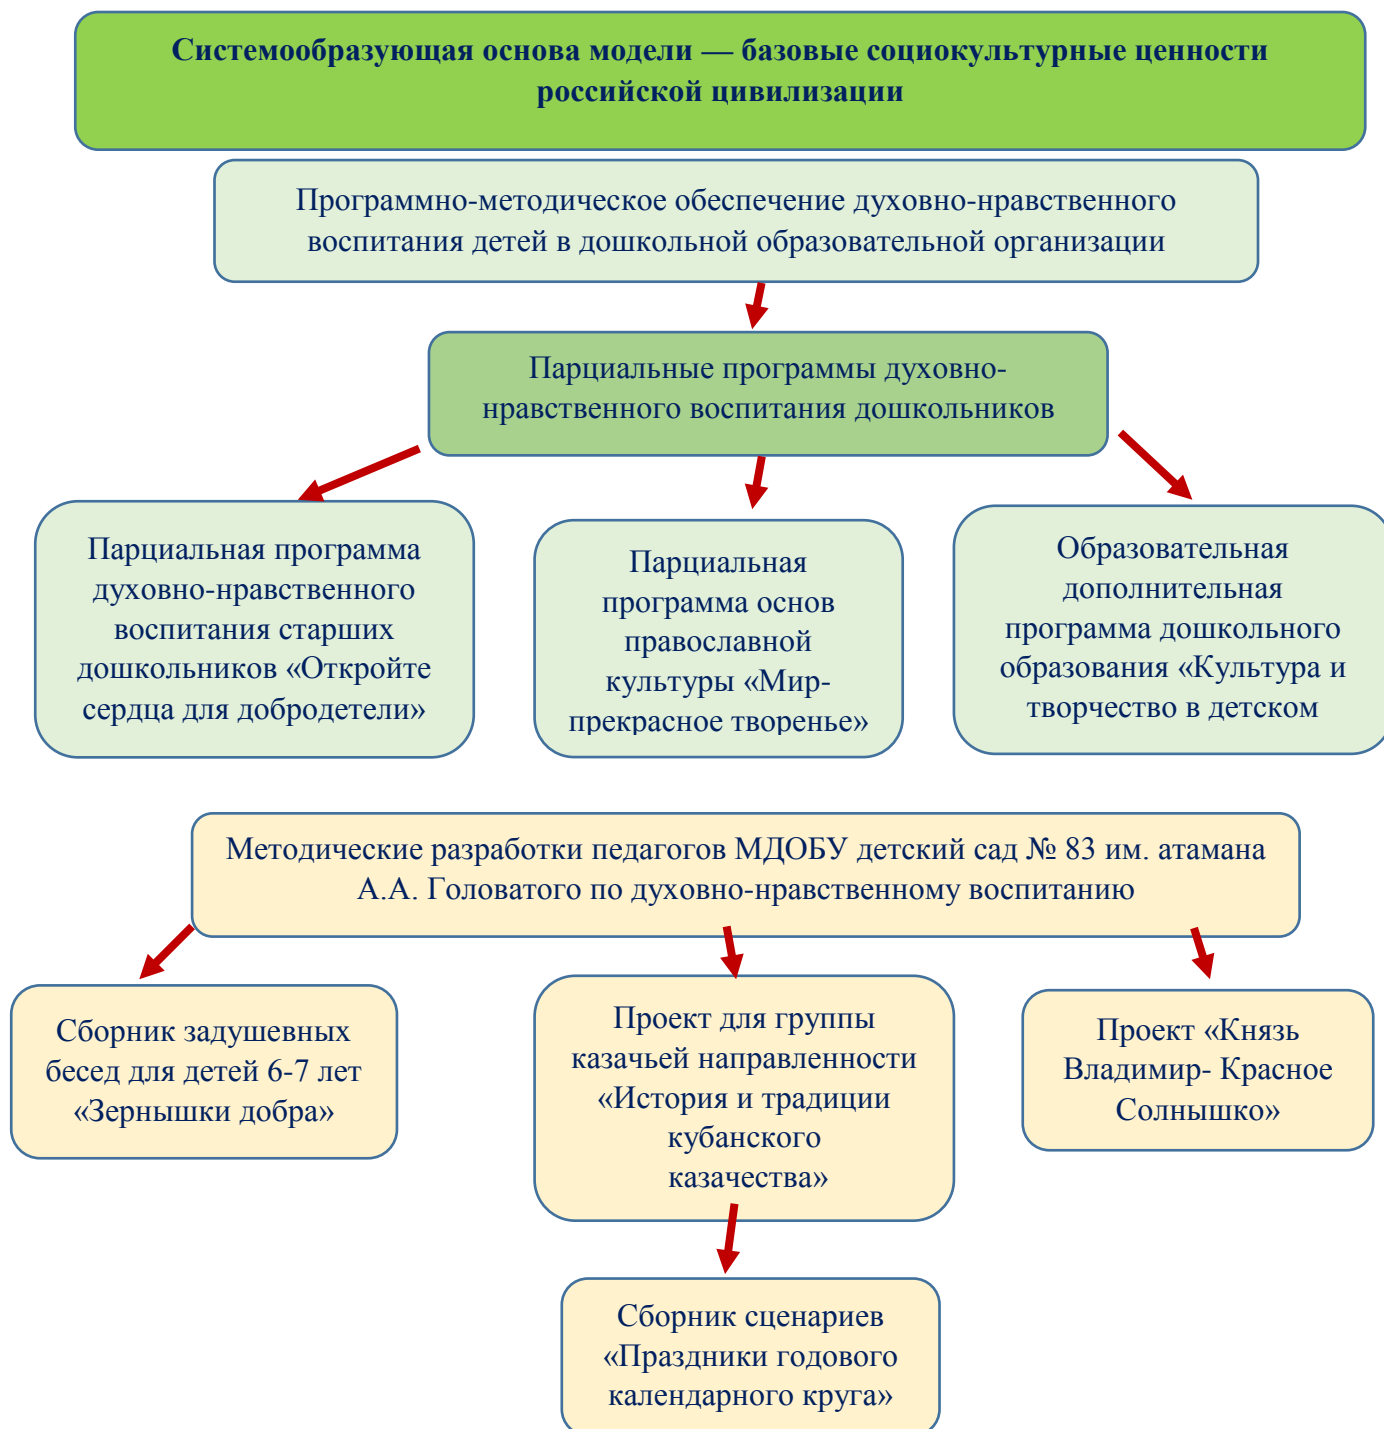 Системообразующая основа модели — базовые социокультурные ценности
российской цивилизации
Программно-методическое обеспечение духовно-нравственного
воспитания детей в дошкольной образовательной организации
Парциальные программы духовно-
нравственного воспитания дошкольников
Парциальная программа
духовно-нравственного
воспитания старших
дошкольников «Откройте
сердца для добродетели»
Парциальная
программа основ
православной
культуры «Мир-
прекрасное творенье»
Образовательная
дополнительная
программа дошкольного
образования «Культура и
творчество в детском
Методические разработки педагогов МДОБУ детский сад № 83 им. атамана
А.А. Головатого по духовно-нравственному воспитанию
Сборник задушевных
бесед для детей 6-7 лет
«Зернышки добра»
Проект для группы
казачьей направленности
«История и традиции
кубанского
казачества»
Проект «Князь
Владимир- Красное
Солнышко»
Сборник сценариев
«Праздники годового
календарного круга»